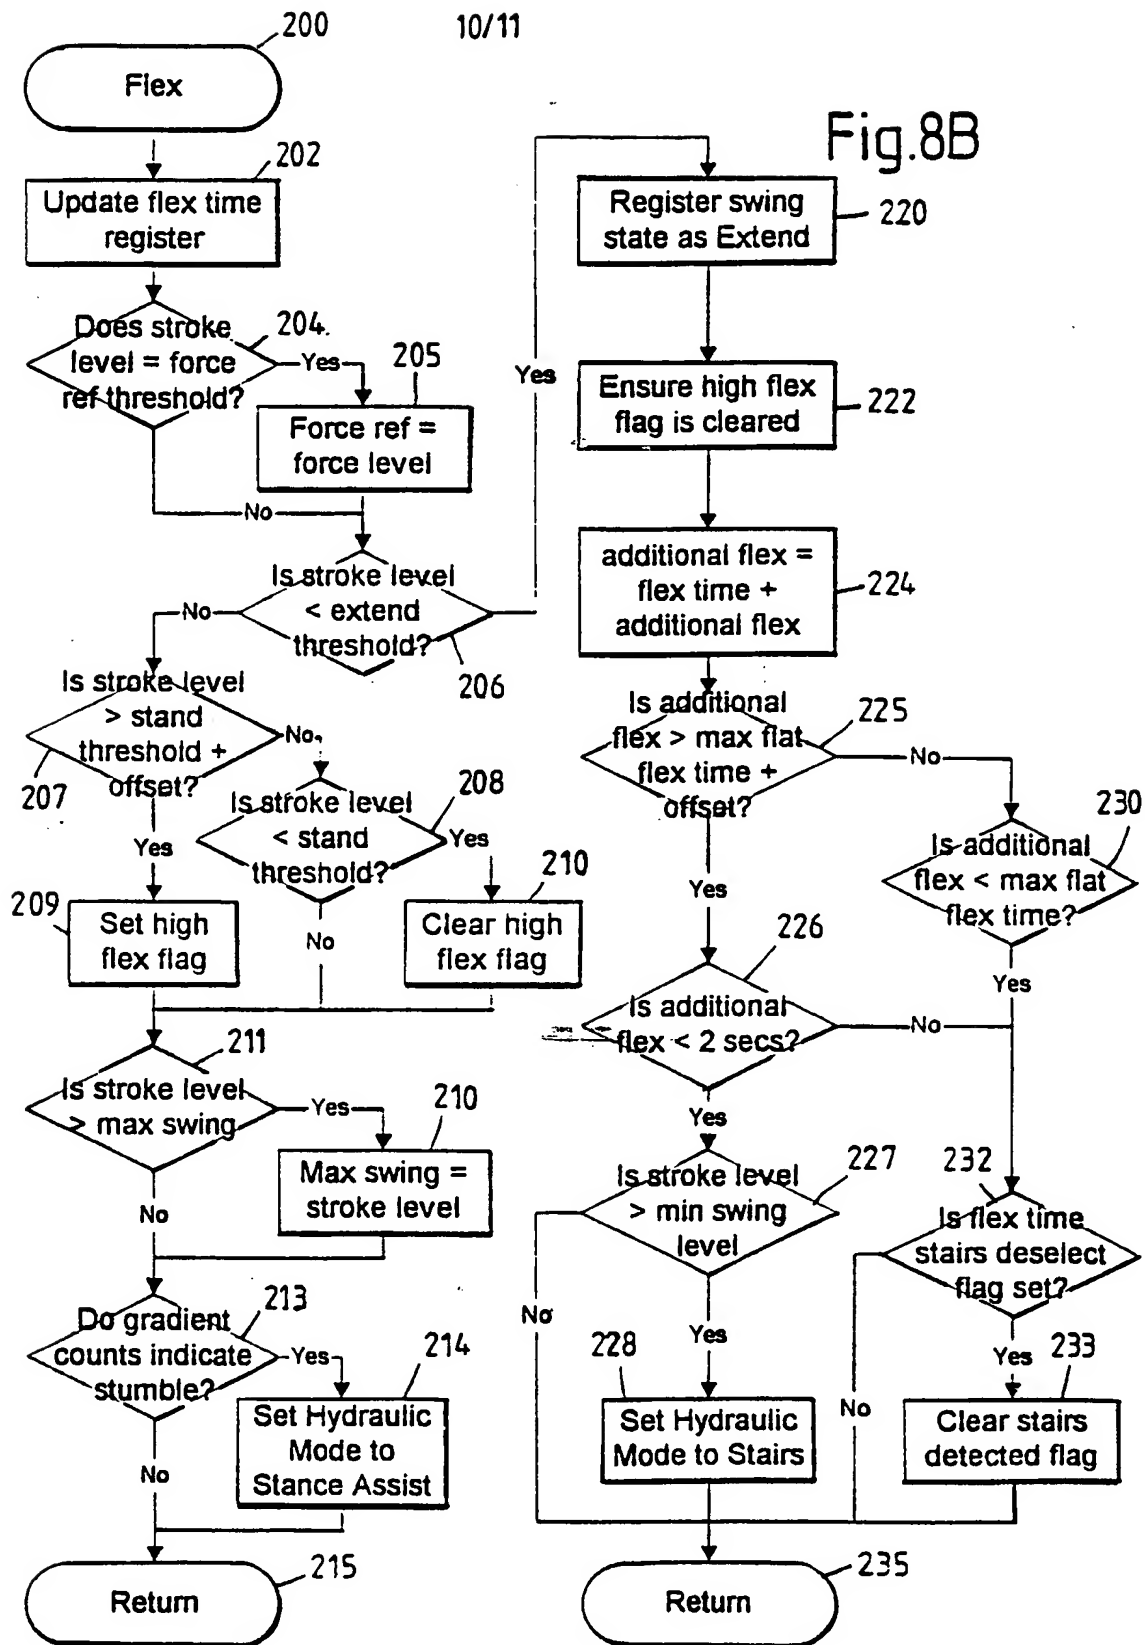 10/11
Fig.8B
200
Flex
202
Update flex time
register
204.
Does stroke
level = force
ref threshold?
Yes
205
Force ref =
force level
No
Is stroke level
< extend
threshold?
206
Yes
No
Is stroke level
> stand
threshold +
offset?
207
No
Yes
208
Is stroke level
< stand
threshold?
Yes
No
209
Set high
flex flag
210
Clear high
flex flag
211
Is stroke level
> max swing
Yes
210
Max swing =
stroke level
No
213
Do gradient
counts indicate
stumble?
Yes
214
Set Hydraulic
Mode to
Stance Assist
No
215
Return
Register swing
state as Extend
220
Ensure high flex
flag is cleared
222
additional flex =
flex time +
additional flex
224
Is additional
flex > max flat
flex time +
offset?
225
No
Yes
230
Is additional
flex < max flat
flex time?
Yes
226
Is additional
flex < 2 secs?
No
Yes
227
Is stroke level
> min swing
level
No
Yes
228
Set Hydraulic
Mode to Stairs
232
Is flex time
stairs deselect
flag set?
No
Yes
233
Clear stairs
detected flag
235
Return